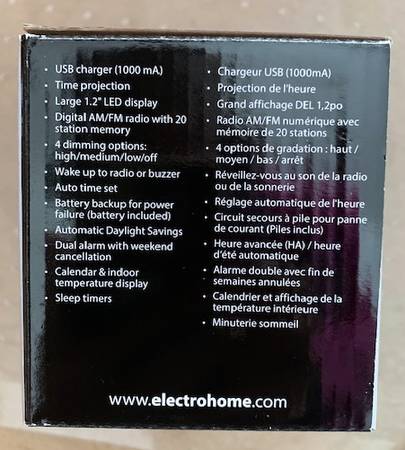 • USB charger (1000 mA)
• Time projection
• Large 1.2" LED display
• Digital AM/FM radio with 20
station memory
• 4 dimming options:
high/medium/low/off
• Wake up to radio or buzzer
• Auto time set
• Battery backup for power
failure (battery included)
• Automatic Daylight Savings
• Dual alarm with weekend
cancellation
• Calendar & indoor
temperature display
• Sleep timers
• Chargeur USB (1000mA)
• Projection de l'heure
• Grand affichage DEL 1,2po
• Radio AM/FM numérique avec
mémoire de 20 stations
• 4 options de gradation : haut /
moyen / bas / arrêt
• Réveillez-vous au son de la radio
ou de la sonnerie
• Réglage automatique de l'heure
• Circuit secours à pile pour panne
de courant (Piles inclus)
• Heure avancée (HA) / heure
d'été automatique
• Alarme double avec fin de
semaines annulées
• Calendrier et affichage de la
température intérieure
• Minuterie sommeil
www.electrohome.com